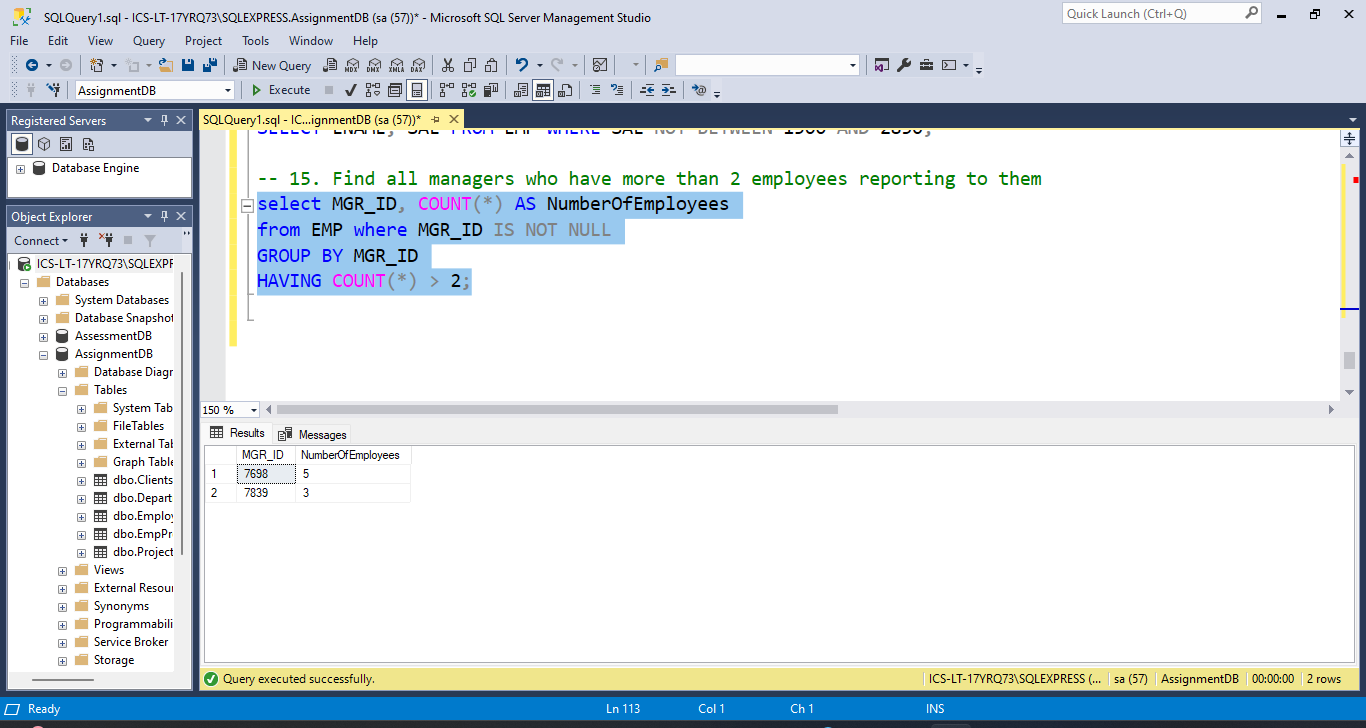 SQLQuery1.sql - ICS-LT-17YRQ73\SQLEXPRESS.AssignmentDB (sa (57))* - Microsoft SQL Server Management Studio
Quick Launch (Ctrl+Q)
File Edit View Query Project Tools Window Help
New Query MDX DMX XMLA DAX
AssignmentDB Execute
Registered Servers
Database Engine
Object Explorer
Connect
ICS-LT-17YRQ73\SQLEXPR
Databases
System Databases
Database Snapshot
AssessmentDB
AssignmentDB
Database Diagr
Tables
System Tab
FileTables
External Tab
Graph Table
dbo.Clients
dbo.Depart
dbo.Employ
dbo.EmpPr
dbo.Project
Views
External Resou
Synonyms
Programmabili
Service Broker
Storage
SQLQuery1.sql - IC...ignmentDB (sa (57))*
SELECT ENAME, SAL FROM EMP WHERE SAL NOT BETWEEN 1500 AND 2850;
-- 15. Find all managers who have more than 2 employees reporting to them
select MGR_ID, COUNT(*) AS NumberOfEmployees
from EMP where MGR_ID IS NOT NULL
GROUP BY MGR_ID
HAVING COUNT(*) > 2;
150 %
Results Messages
MGR_ID NumberOfEmployees
1 7698 5
2 7839 3
Query executed successfully.
ICS-LT-17YRQ73\SQLEXPRESS (... sa (57) AssignmentDB 00:00:00 2 rows
Ready Ln 113 Col 1 Ch 1 INS